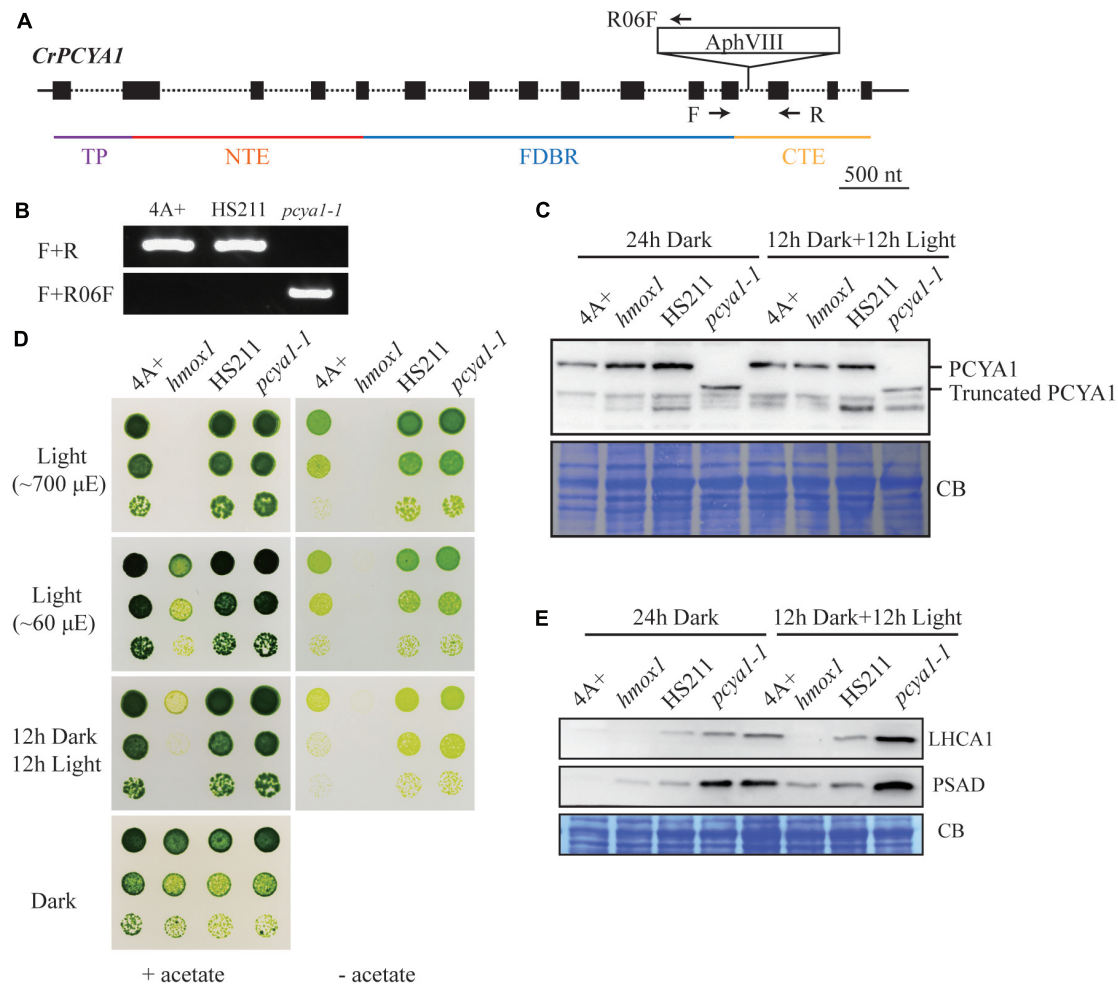 A
CrPCYA1
R06F
AphVIII
F
R
TP
NTE
FDBR
CTE
500 nt
B
4A+ HS211 pcya1-1
F+R
F+R06F
C
24h Dark
12h Dark+12h Light
4A+ hmox1 HS211 pcya1-1 4A+ hmox1 HS211 pcya1-1
PCYA1
Truncated PCYA1
CB
D
4A+ hmox1 HS211 pcya1-1 4A+ hmox1 HS211 pcya1-1
Light
(~700 µE)
Light
(~60 µE)
12h Dark
12h Light
Dark
+ acetate
- acetate
E
24h Dark
12h Dark+12h Light
4A+ hmox1 HS211 pcya1-1 4A+ hmox1 HS211 pcya1-1
LHCA1
PSAD
CB